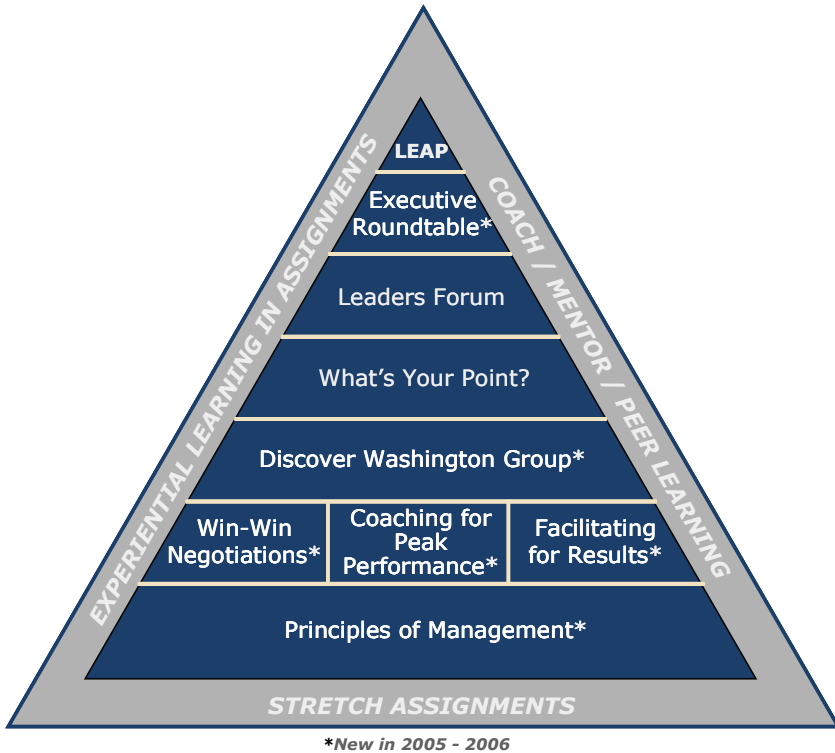 LEAP
Executive
Roundtable*
Leaders Forum
What’s Your Point?
Discover Washington Group*
Win-Win
Negotiations*
Coaching for
Peak
Performance*
Facilitating
for Results*
Principles of Management*
EXPERIENTIAL LEARNING IN ASSIGNMENTS
COACH / MENTOR / PEER LEARNING
STRETCH ASSIGNMENTS
*New in 2005 - 2006